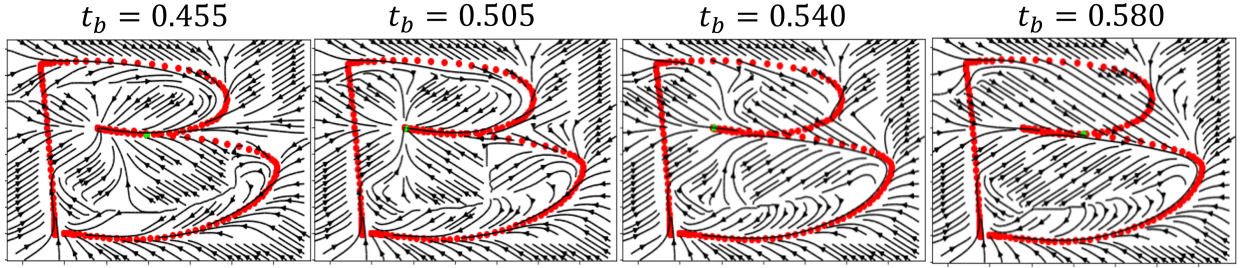 t_b = 0.455 t_b = 0.505 t_b = 0.540 t_b = 0.580